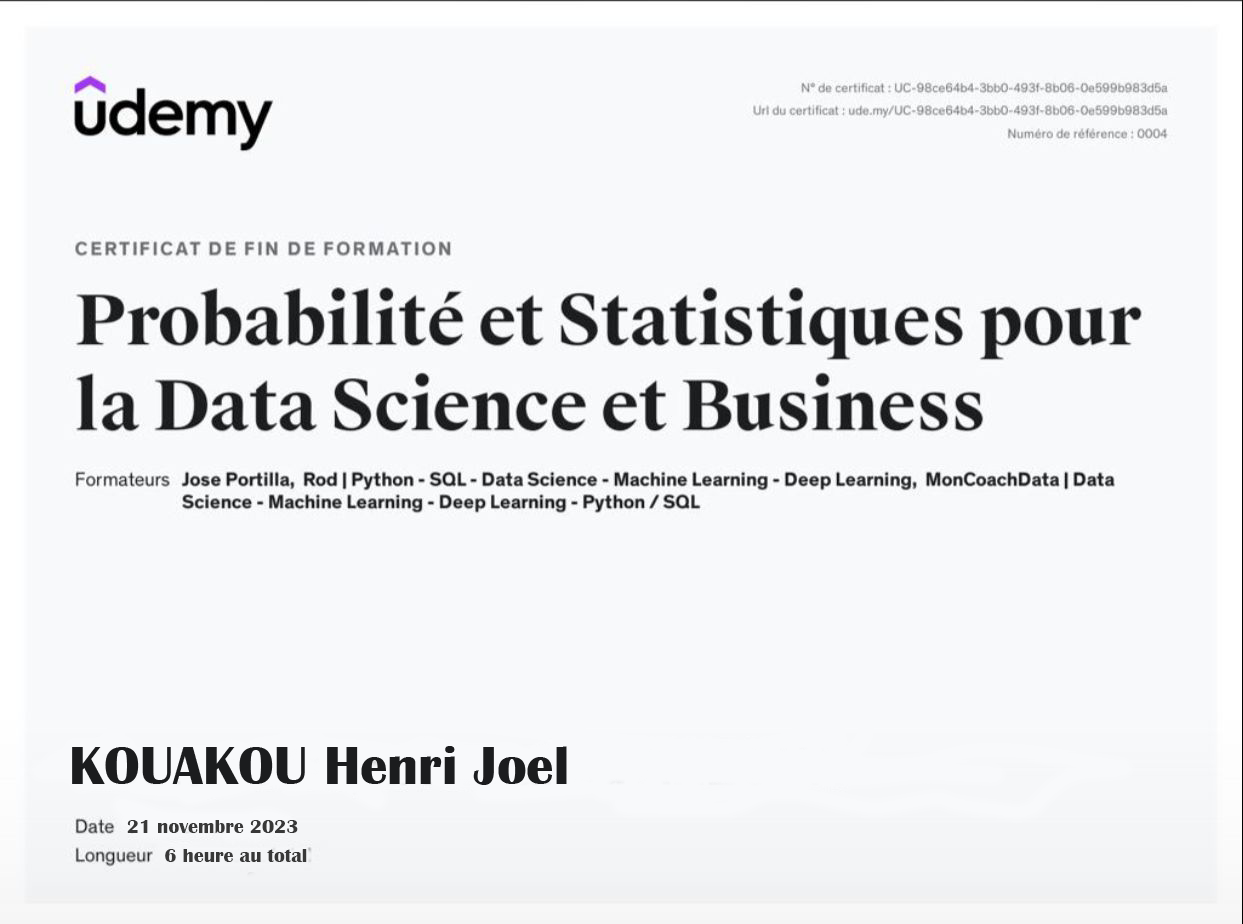 ûdemy
N° de certificat : UC-98ce64b4-3bb0-493f-8b06-0e599b983d5a
Url du certificat : ude.my/UC-98ce64b4-3bb0-493f-8b06-0e599b983d5a
Numéro de référence : 0004
CERTIFICAT DE FIN DE FORMATION
Probabilité et Statistiques pour
la Data Science et Business
Formateurs Jose Portilla, Rod | Python - SQL - Data Science - Machine Learning - Deep Learning, MonCoachData | Data
Science - Machine Learning - Deep Learning - Python / SQL
KOUAKOU Henri Joel
Date 21 novembre 2023
Longueur 6 heure au total